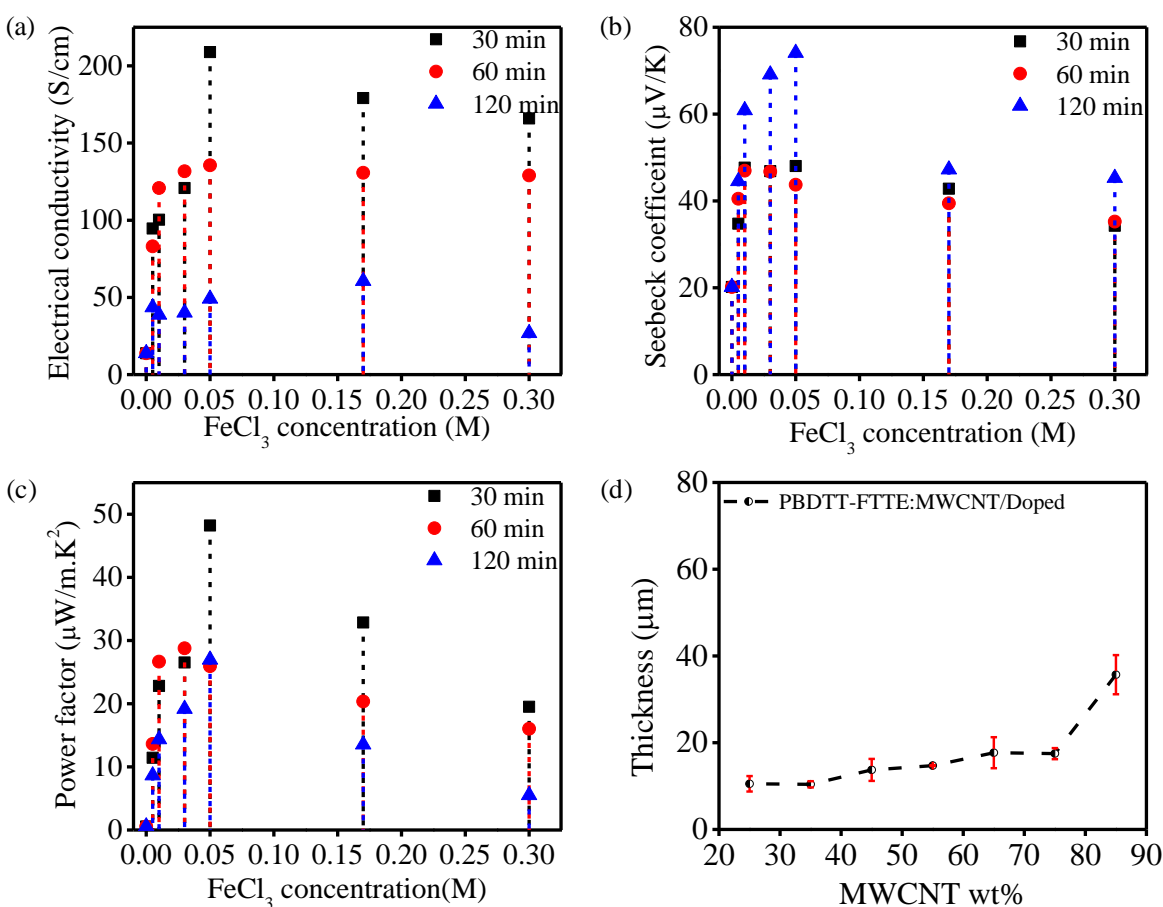 (a)
Electrical conductivity (S/cm)
200
150
100
50
0
30 min
60 min
120 min
0.00 0.05 0.10 0.15 0.20 0.25 0.30
FeCl3 concentration (M)
(b)
Seebeck coefficeint (μV/K)
80
60
40
20
0
30 min
60 min
120 min
0.00 0.05 0.10 0.15 0.20 0.25 0.30
FeCl3 concentration (M)
(c)
Power factor (μW/m.K2)
50
40
30
20
10
0
30 min
60 min
120 min
0.00 0.05 0.10 0.15 0.20 0.25 0.30
FeCl3 concentration(M)
(d)
Thickness (μm)
80
60
40
20
0
PBDTT-FTTE:MWCNT/Doped
20 30 40 50 60 70 80 90
MWCNT wt%